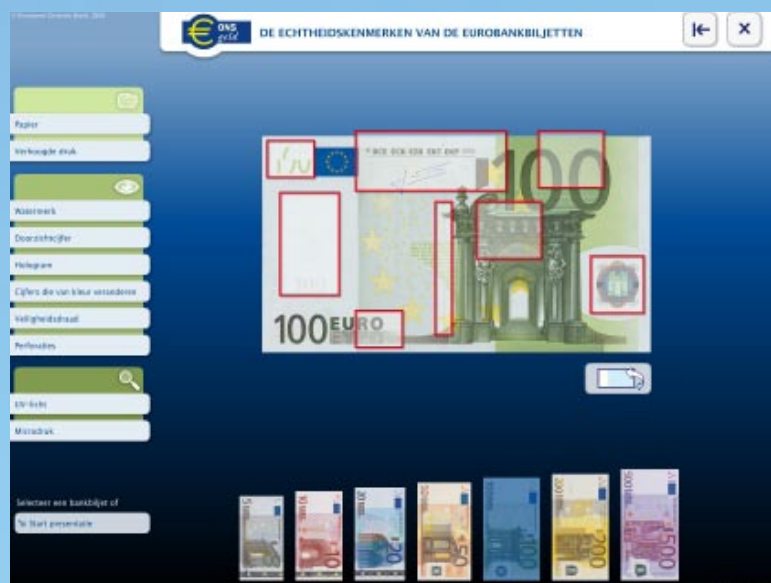 ONS
geld
DE ECHTHEIDSKENMERKEN VAN DE EUROBANKBILJETTEN
Papier
Verhoogde druk
Watermerk
Doorzichtcijfer
Hologram
Cijfers die van kleur veranderen
Veiligheidsdraad
Perforaties
UV-licht
Microdruk
Selecteer een bankbiljet of
Start presentatie
100
100 EURO
5
10
20
50
100
200
500